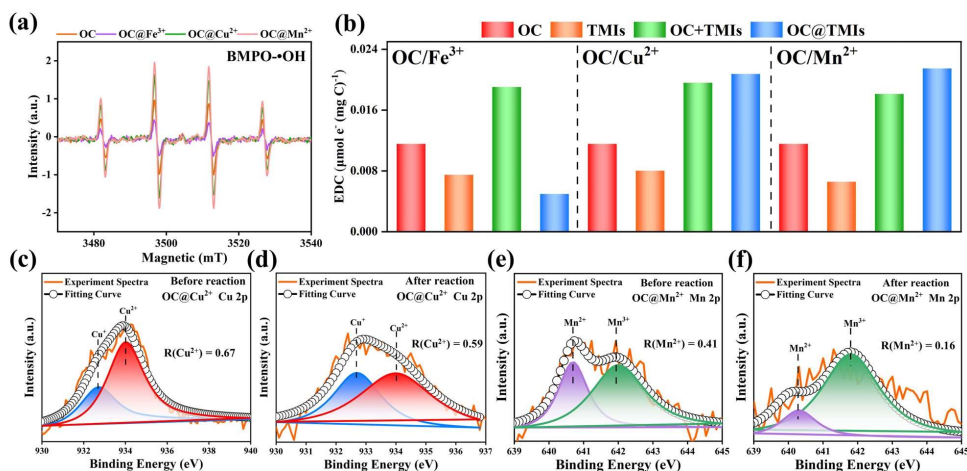 (a)
OC OC@Fe³⁺ OC@Cu²⁺ OC@Mn²⁺
BMPO-•OH
Intensity (a.u.)
2
1
0
-1
-2
3480 3500 3520 3540
Magnetic (mT)
(b)
OC TMIs OC+TMIs OC@TMIs
OC/Fe³⁺ OC/Cu²⁺ OC/Mn²⁺
EDC (μmol e⁻ (mg C)⁻¹)
0.024
0.016
0.008
0.000
(c)
Experiment Spectra
Fitting Curve
Before reaction
OC@Cu²⁺ Cu 2p
Cu⁺
Cu²⁺
R(Cu²⁺) = 0.67
Intensity (a.u.)
930 932 934 936 938 940
Binding Energy (eV)
(d)
Experiment Spectra
Fitting Curve
After reaction
OC@Cu²⁺ Cu 2p
Cu⁺
Cu²⁺
R(Cu²⁺) = 0.59
Intensity (a.u.)
930 931 932 933 934 935 936 937
Binding Energy (eV)
(e)
Experiment Spectra
Fitting Curve
Before reaction
OC@Mn²⁺ Mn 2p
Mn²⁺
Mn³⁺
R(Mn²⁺) = 0.41
Intensity (a.u.)
639 640 641 642 643 644 645
Binding Energy (eV)
(f)
Experiment Spectra
Fitting Curve
After reaction
OC@Mn²⁺ Mn 2p
Mn²⁺
Mn³⁺
R(Mn²⁺) = 0.16
Intensity (a.u.)
639 640 641 642 643 644 645
Binding Energy (eV)